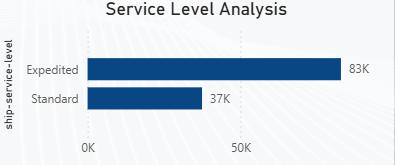 Service Level Analysis
ship-service-level
Expedited 83K
Standard 37K
0K 50K